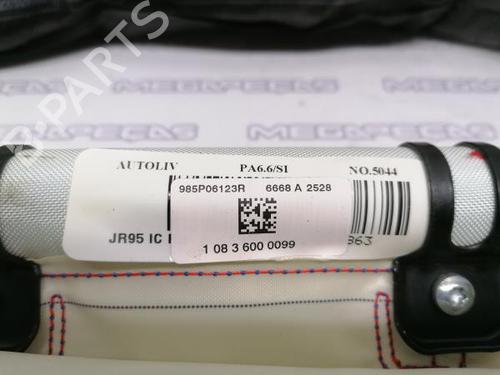 MEGAPEÇAS MEGAPEÇAS
B-Parts
AUTOLIV PA6.6/SI NO.5044
985P06123R 6668 A 2528
JR95 IC
863
1 08 3 600 0099